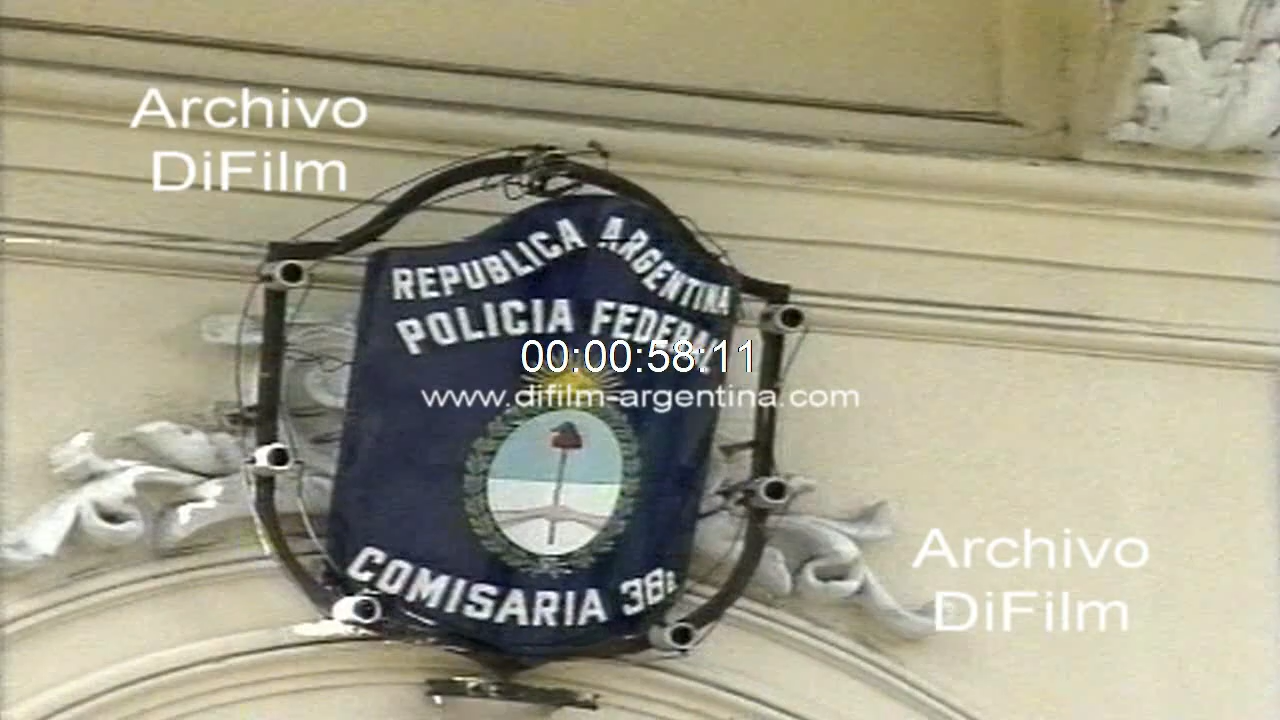 Archivo
DiFilm
REPUBLICA ARGENTINA
POLICIA FEDERAL
00:00:58:11
www.difilm-argentina.com
COMISARIA 38a
Archivo
DiFilm